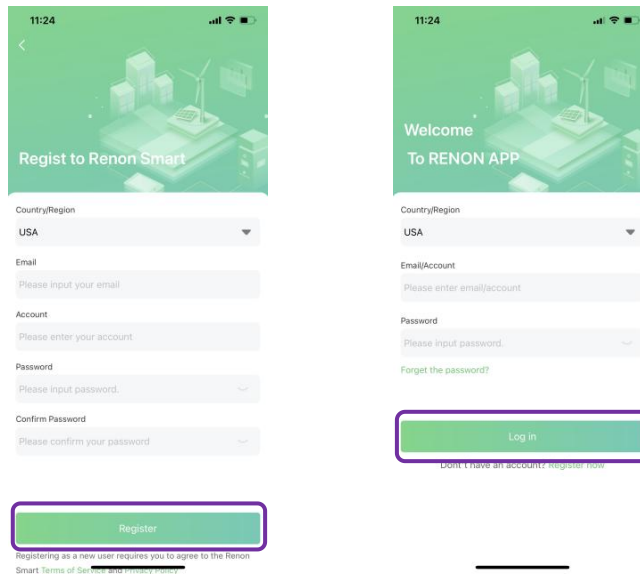 11:24
Regist to Renon Smart
Country/Region
USA
Email
Please input your email
Account
Please enter your account
Password
Please input password.
Confirm Password
Please confirm your password
Register
Registering as a new user requires you to agree to the Renon
Smart Terms of Service and Privacy Policy
11:24
Welcome
To RENON APP
Country/Region
USA
Email/Account
Please enter email/account
Password
Please input password.
Forget the password?
Log in
Dont't have an account? Register now